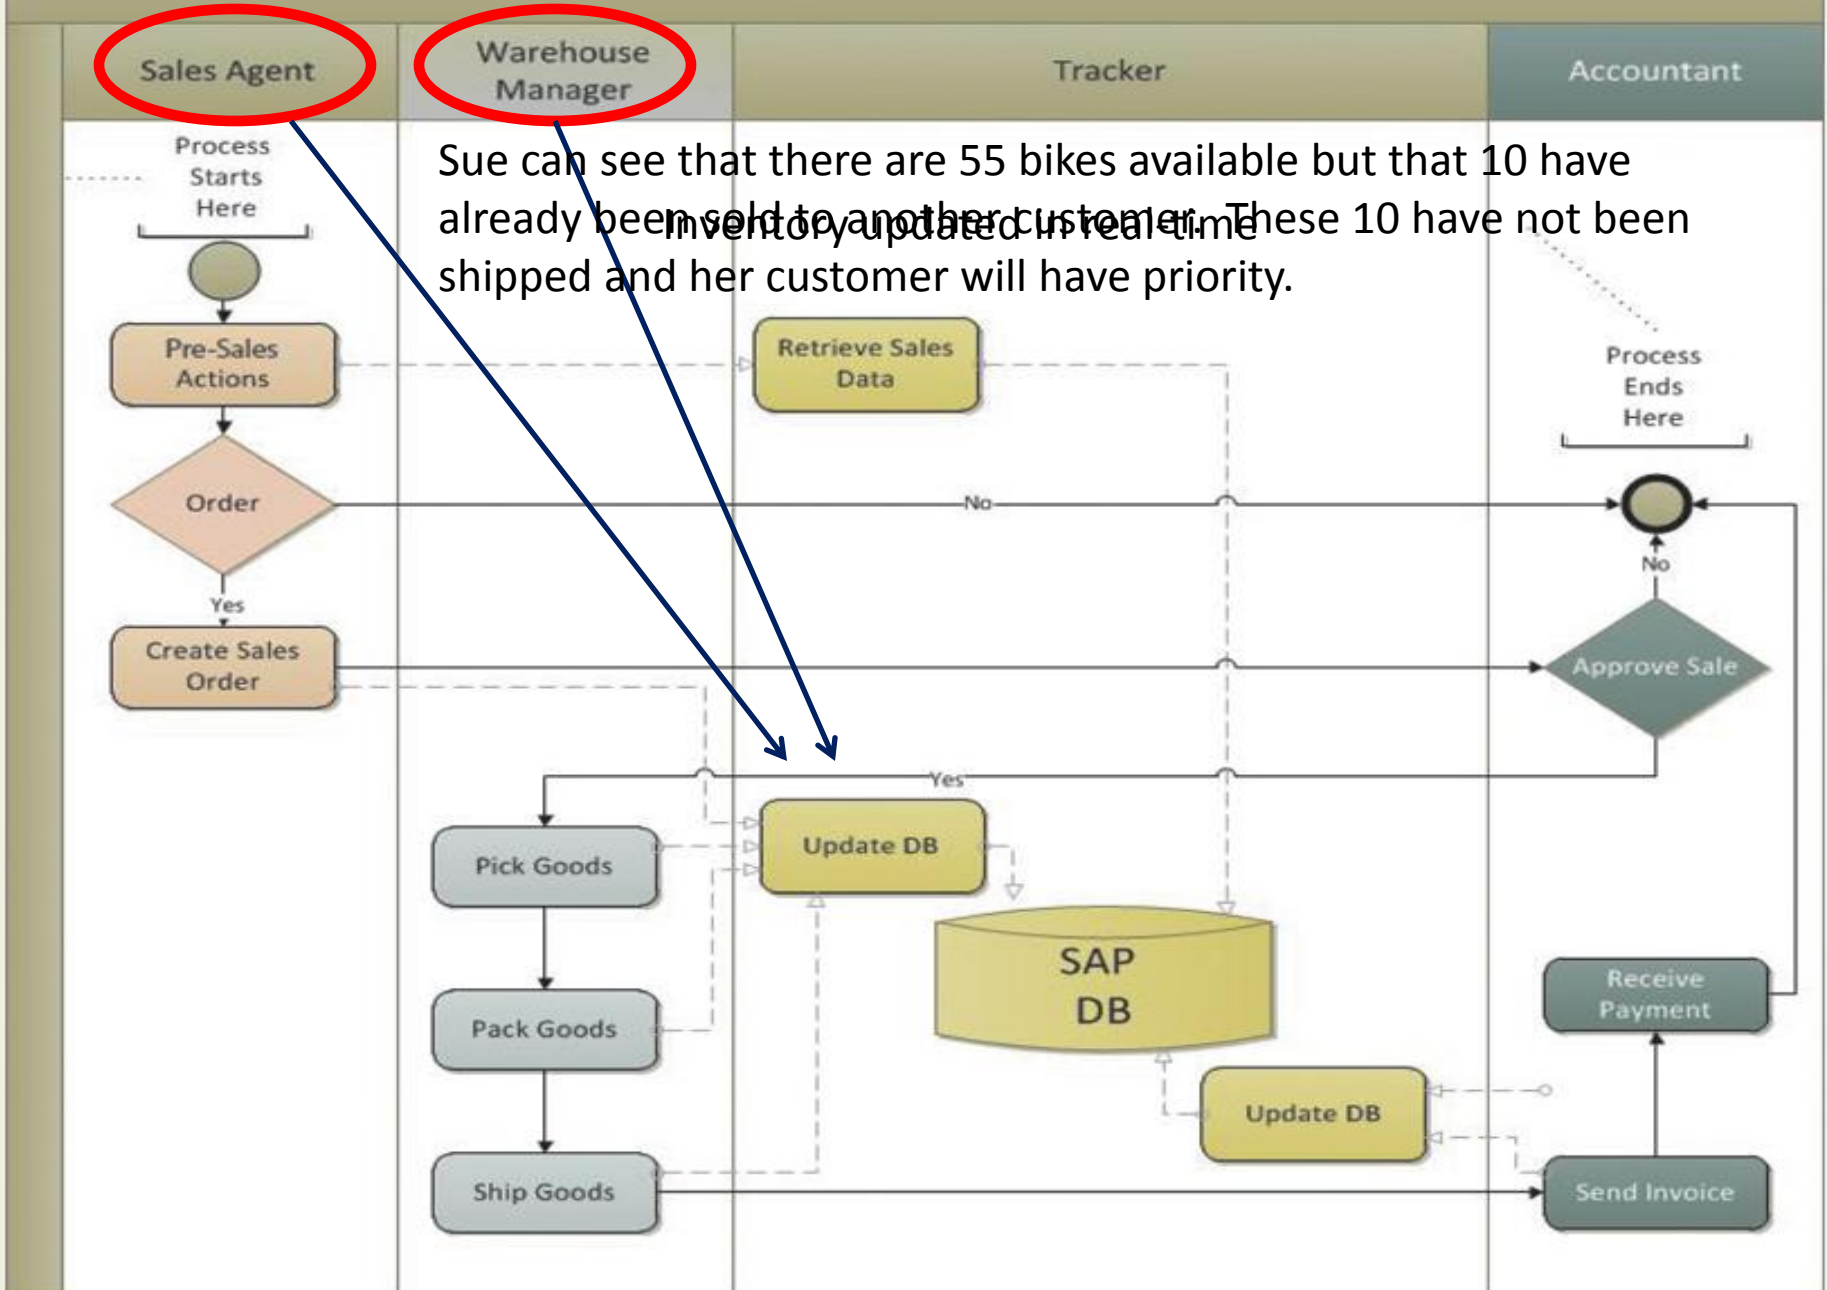 Sales Agent
Warehouse
Manager
Tracker
Accountant
Process
Starts
Here
Sue can see that there are 55 bikes available but that 10 have
already been sold to another customer. These 10 have not been
shipped and her customer will have priority.
Inventory updated in real-time
Pre-Sales
Actions
Retrieve Sales
Data
Process
Ends
Here
Order
No
No
Yes
Create Sales
Order
Approve Sale
Yes
Pick Goods
Update DB
SAP
DB
Receive
Payment
Pack Goods
Update DB
Ship Goods
Send Invoice